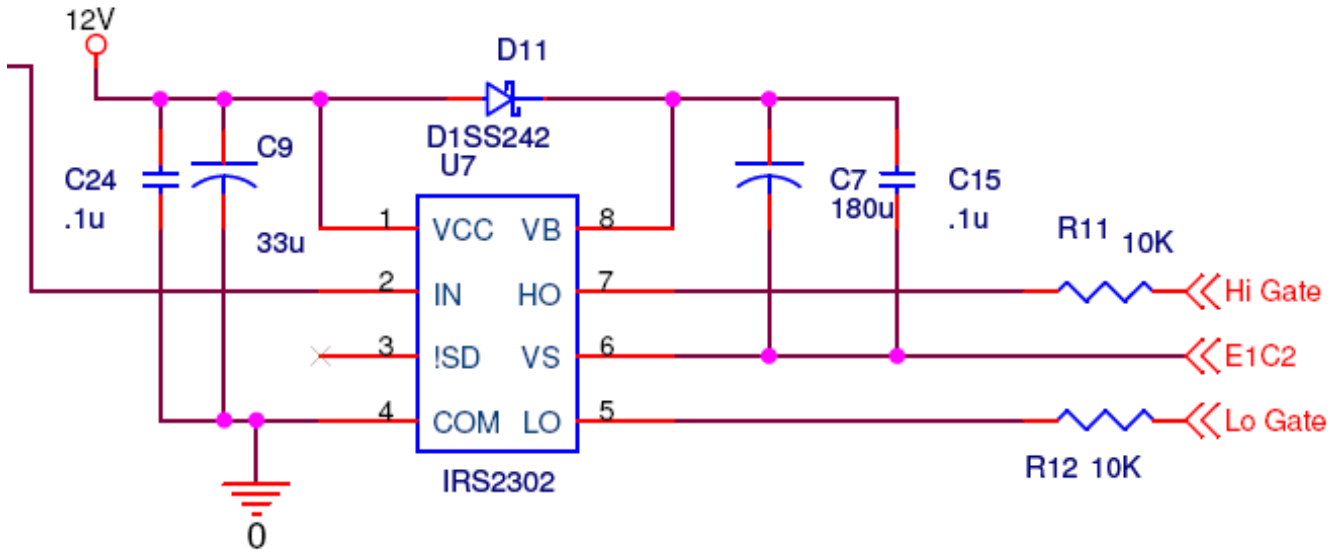 12V
D11
D1SS242
U7
C24
.1u
C9
33u
C7
180u
C15
.1u
R11 10K
1 VCC VB 8
2 IN HO 7
Hi Gate
3 !SD VS 6
E1C2
4 COM LO 5
Lo Gate
R12 10K
IRS2302
0